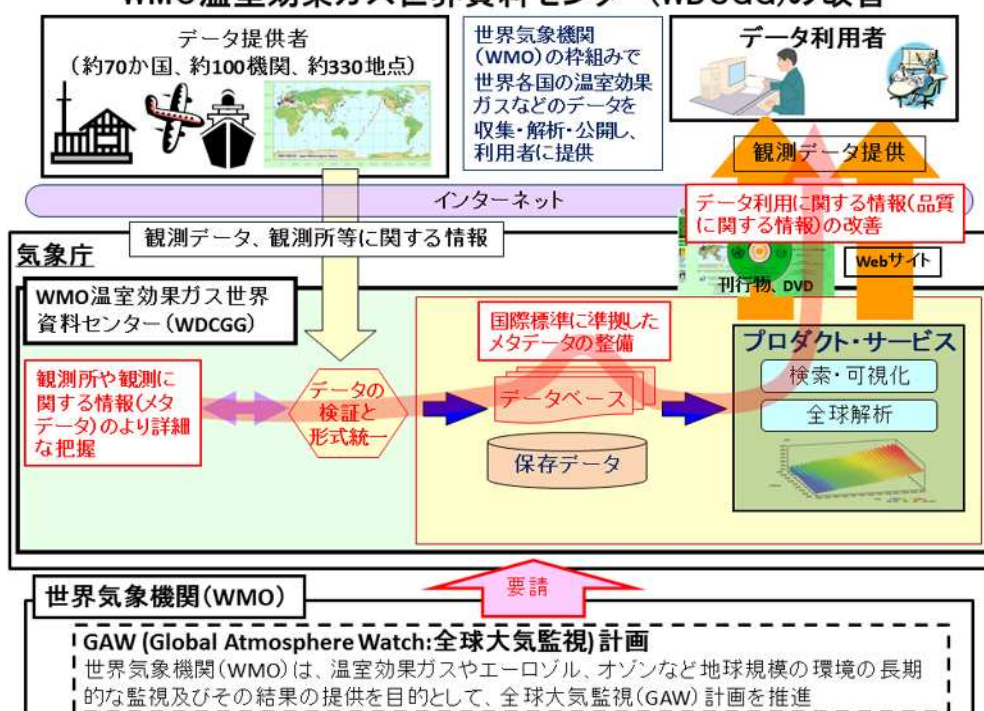 WMO温室効果ガス世界資料センター(WDCGG)の改善
データ提供者
(約70か国、約100機関、約330地点)
世界気象機関
(WMO)の枠組みで
世界各国の温室効果
ガスなどのデータを
収集・解析・公開し、
利用者に提供
データ利用者
観測データ提供
インターネット
データ利用に関する情報(品質
に関する情報)の改善
観測データ、観測所等に関する情報
気象庁
Webサイト
刊行物、DVD
WMO温室効果ガス世界
資料センター(WDCGG)
国際標準に準拠した
メタデータの整備
プロダクト・サービス
検索・可視化
全球解析
観測所や観測に
関する情報(メタ
データ)のより詳細
な把握
データの
検証と
形式統一
データベース
保存データ
要請
世界気象機関(WMO)
GAW (Global Atmosphere Watch:全球大気監視) 計画
世界気象機関(WMO)は、温室効果ガスやエーロゾル、オゾンなど地球規模の環境の長期
的な監視及びその結果の提供を目的として、全球大気監視(GAW) 計画を推進